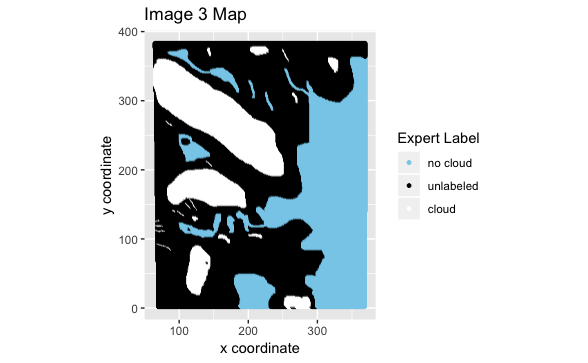 Image 3 Map
400
300
200
100
0
y coordinate
100
200
300
x coordinate
Expert Label
no cloud
unlabeled
cloud